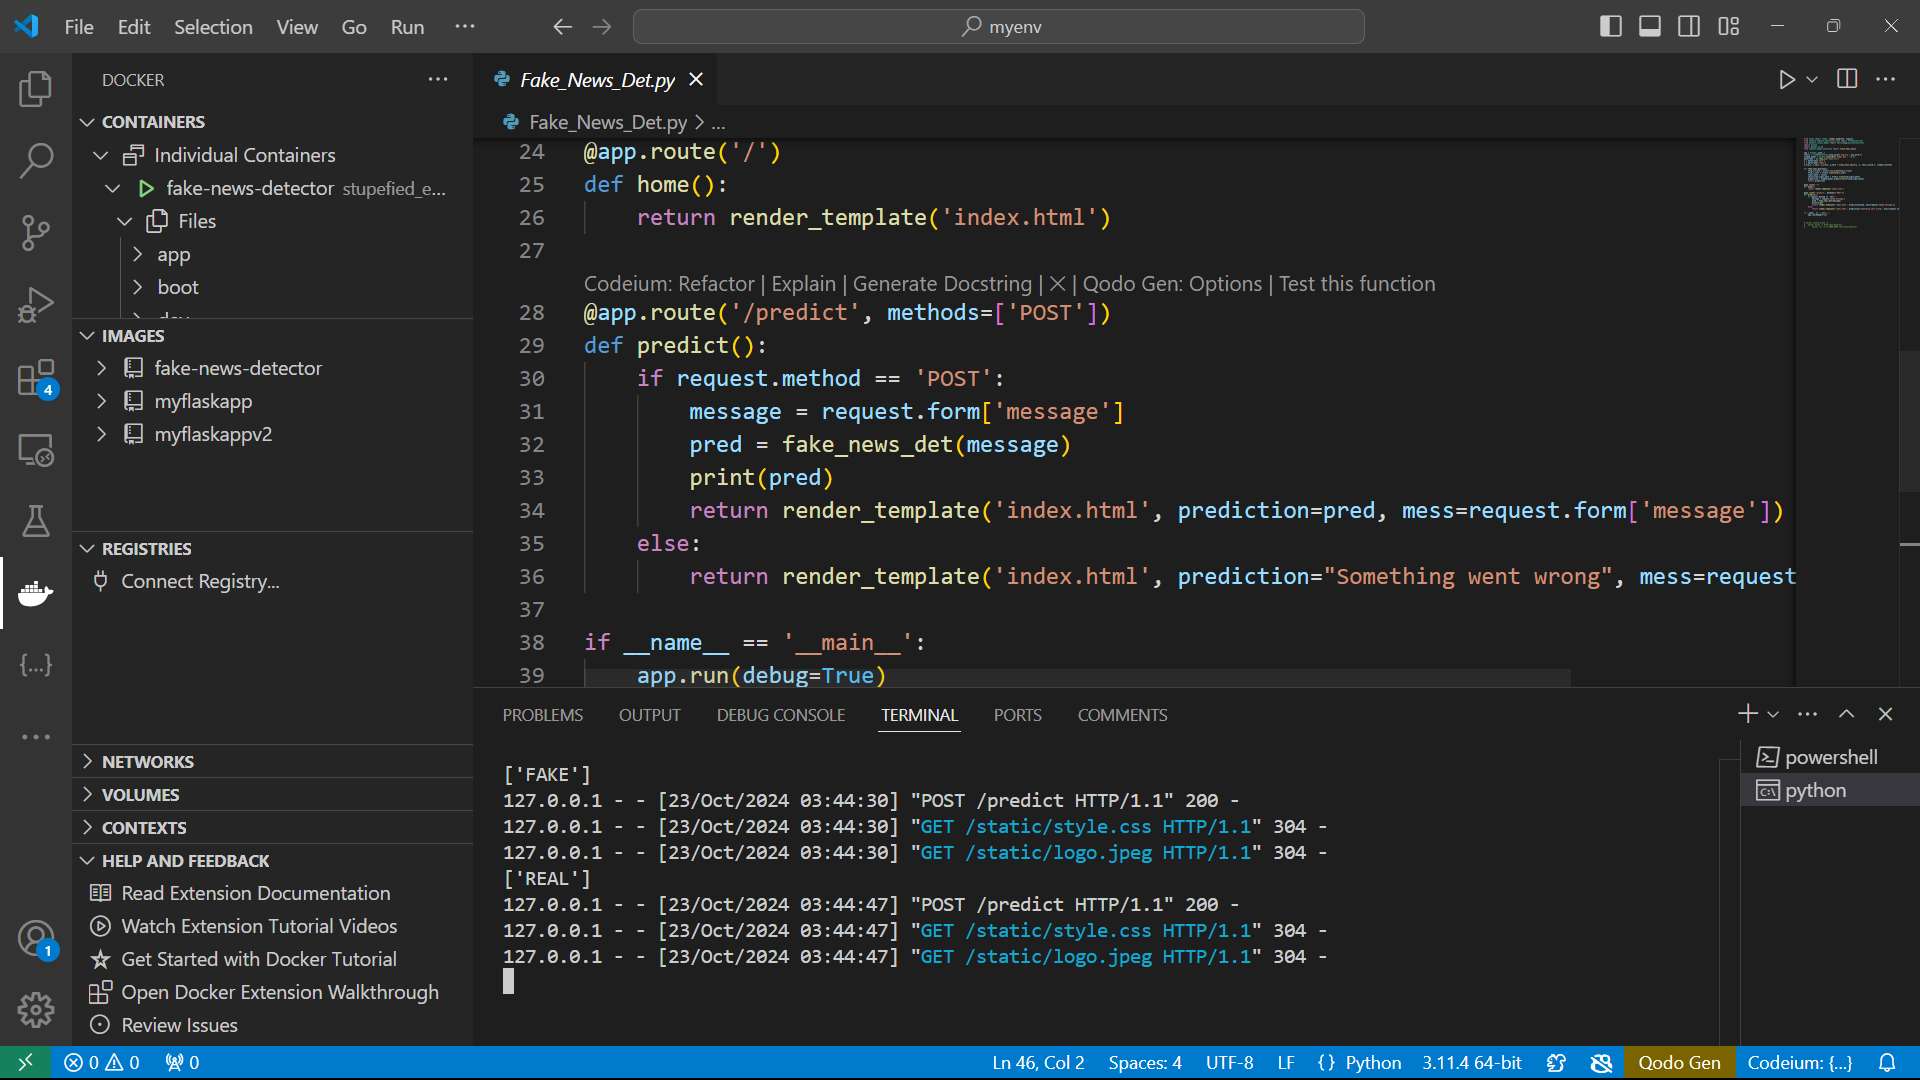 File Edit Selection View Go Run ···
myenv
DOCKER
CONTAINERS
Individual Containers
fake-news-detector stupefied_e...
Files
app
boot
IMAGES
fake-news-detector
myflaskapp
myflaskappv2
REGISTRIES
Connect Registry...
NETWORKS
VOLUMES
CONTEXTS
HELP AND FEEDBACK
Read Extension Documentation
Watch Extension Tutorial Videos
Get Started with Docker Tutorial
Open Docker Extension Walkthrough
Review Issues
4
1
Fake_News_Det.py
Fake_News_Det.py > ...
24 @app.route('/')
25 def home():
26     return render_template('index.html')
27
Codeium: Refactor | Explain | Generate Docstring | X | Qodo Gen: Options | Test this function
28 @app.route('/predict', methods=['POST'])
29 def predict():
30     if request.method == 'POST':
31         message = request.form['message']
32         pred = fake_news_det(message)
33         print(pred)
34         return render_template('index.html', prediction=pred, mess=request.form['message'])
35     else:
36         return render_template('index.html', prediction="Something went wrong", mess=request
37
38 if __name__ == '__main__':
39     app.run(debug=True)
PROBLEMS OUTPUT DEBUG CONSOLE TERMINAL PORTS COMMENTS
['FAKE']
127.0.0.1 - - [23/Oct/2024 03:44:30] "POST /predict HTTP/1.1" 200 -
127.0.0.1 - - [23/Oct/2024 03:44:30] "GET /static/style.css HTTP/1.1" 304 -
127.0.0.1 - - [23/Oct/2024 03:44:30] "GET /static/logo.jpeg HTTP/1.1" 304 -
['REAL']
127.0.0.1 - - [23/Oct/2024 03:44:47] "POST /predict HTTP/1.1" 200 -
127.0.0.1 - - [23/Oct/2024 03:44:47] "GET /static/style.css HTTP/1.1" 304 -
127.0.0.1 - - [23/Oct/2024 03:44:47] "GET /static/logo.jpeg HTTP/1.1" 304 -
powershell
python
0 0 0
Ln 46, Col 2 Spaces: 4 UTF-8 LF {} Python 3.11.4 64-bit Qodo Gen Codeium: {...}